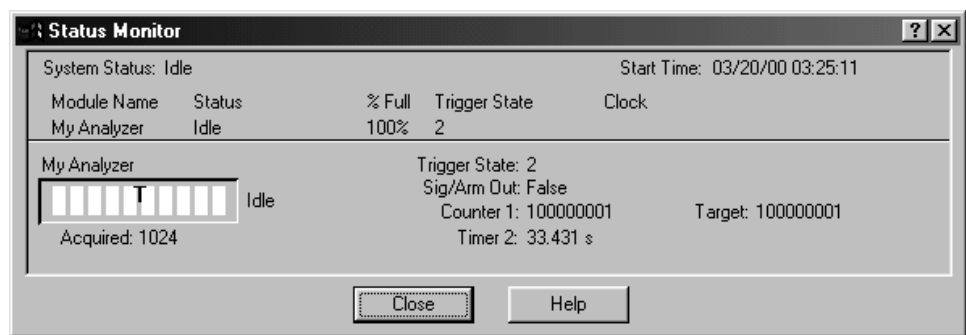 Status Monitor
System Status: Idle Start Time: 03/20/00 03:25:11
Module Name Status % Full Trigger State Clock
My Analyzer Idle 100% 2
My Analyzer Trigger State: 2
T Idle Sig/Arm Out: False
Counter 1: 100000001 Target: 100000001
Acquired: 1024 Timer 2: 33.431 s
Close Help